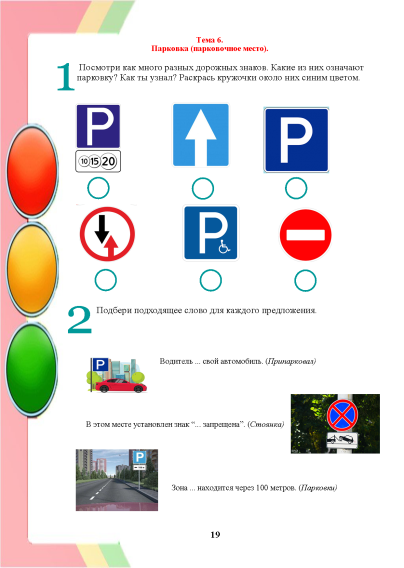 Тема 6.
Парковка (парковочное место).
1 Посмотри как много разных дорожных знаков. Какие из них означают
парковку? Как ты узнал? Раскрась кружочки около них синим цветом.
P
10 15 20
P
P
2 Подбери подходящее слово для каждого предложения.
P
Водитель ... свой автомобиль. (Припарковал)
В этом месте установлен знак “... запрещена”. (Стоянка)
P
Зона ... находится через 100 метров. (Парковки)
19